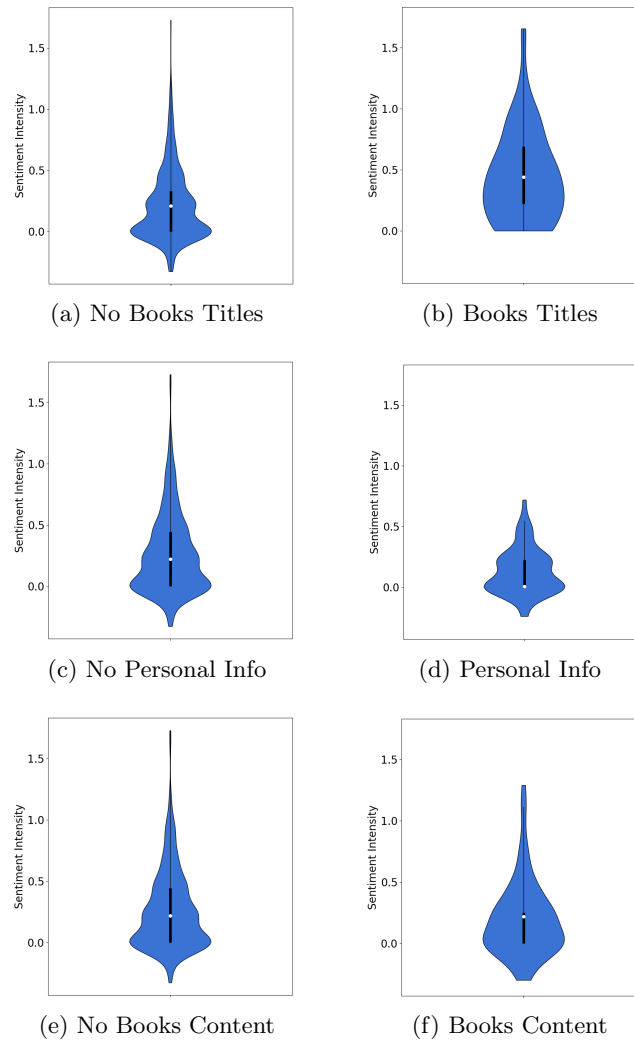 Sentiment Intensity
1.5
1.0
0.5
0.0
(a) No Books Titles
Sentiment Intensity
1.5
1.0
0.5
0.0
(b) Books Titles
Sentiment Intensity
1.5
1.0
0.5
0.0
(c) No Personal Info
Sentiment Intensity
1.5
1.0
0.5
0.0
(d) Personal Info
Sentiment Intensity
1.5
1.0
0.5
0.0
(e) No Books Content
Sentiment Intensity
1.5
1.0
0.5
0.0
(f) Books Content